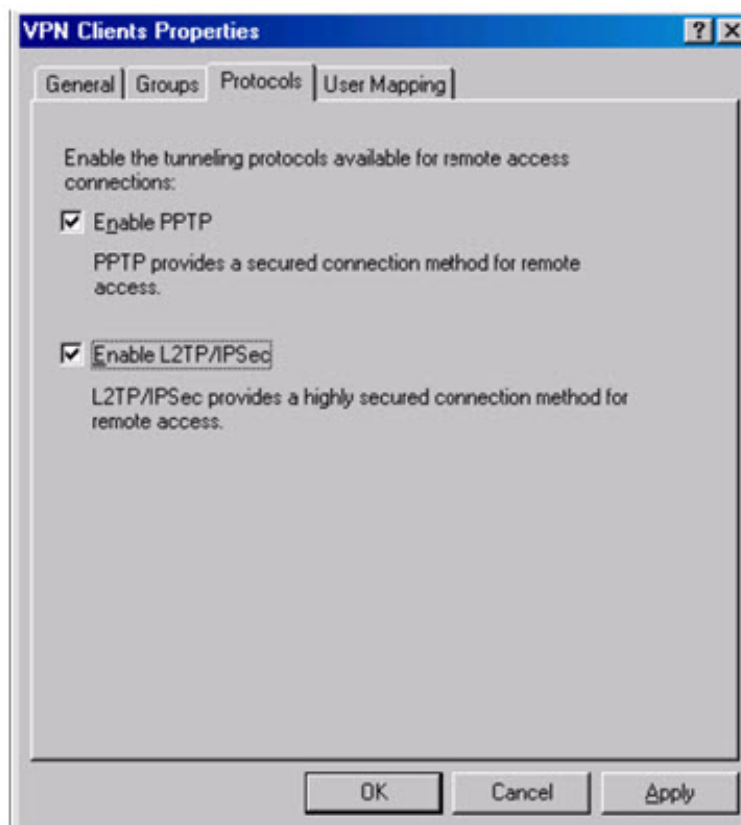 VPN Clients Properties
General Groups Protocols User Mapping
Enable the tunneling protocols available for remote access
connections:
Enable PPTP
PPTP provides a secured connection method for remote
access.
Enable L2TP/IPSec
L2TP/IPSec provides a highly secured connection method for
remote access.
OK Cancel Apply